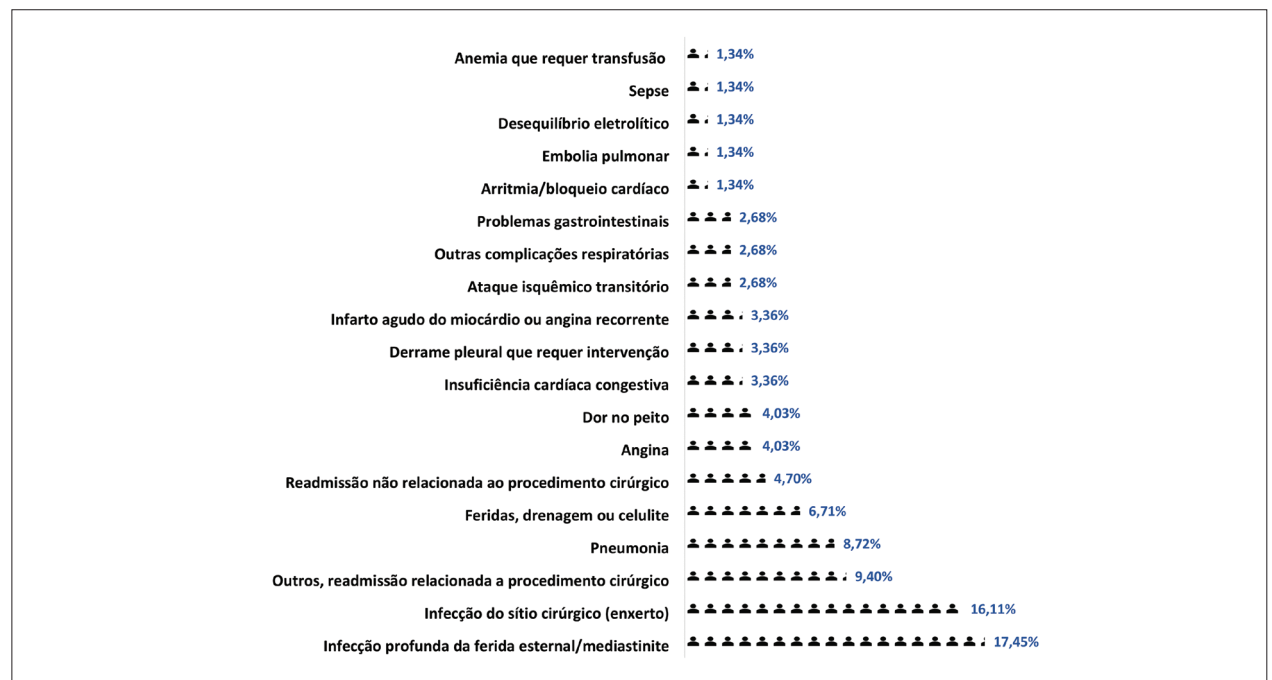 Anemia que requer transfusão 1,34%
Sepse 1,34%
Desequilíbrio eletrolítico 1,34%
Embolia pulmonar 1,34%
Arritmia/bloqueio cardíaco 1,34%
Problemas gastrointestinais 2,68%
Outras complicações respiratórias 2,68%
Ataque isquêmico transitório 2,68%
Infarto agudo do miocárdio ou angina recorrente 3,36%
Derrame pleural que requer intervenção 3,36%
Insuficiência cardíaca congestiva 3,36%
Dor no peito 4,03%
Angina 4,03%
Readmissão não relacionada ao procedimento cirúrgico 4,70%
Feridas, drenagem ou celulite 6,71%
Pneumonia 8,72%
Outros, readmissão relacionada a procedimento cirúrgico 9,40%
Infecção do sítio cirúrgico (enxerto) 16,11%
Infecção profunda da ferida esternal/mediastinite 17,45%